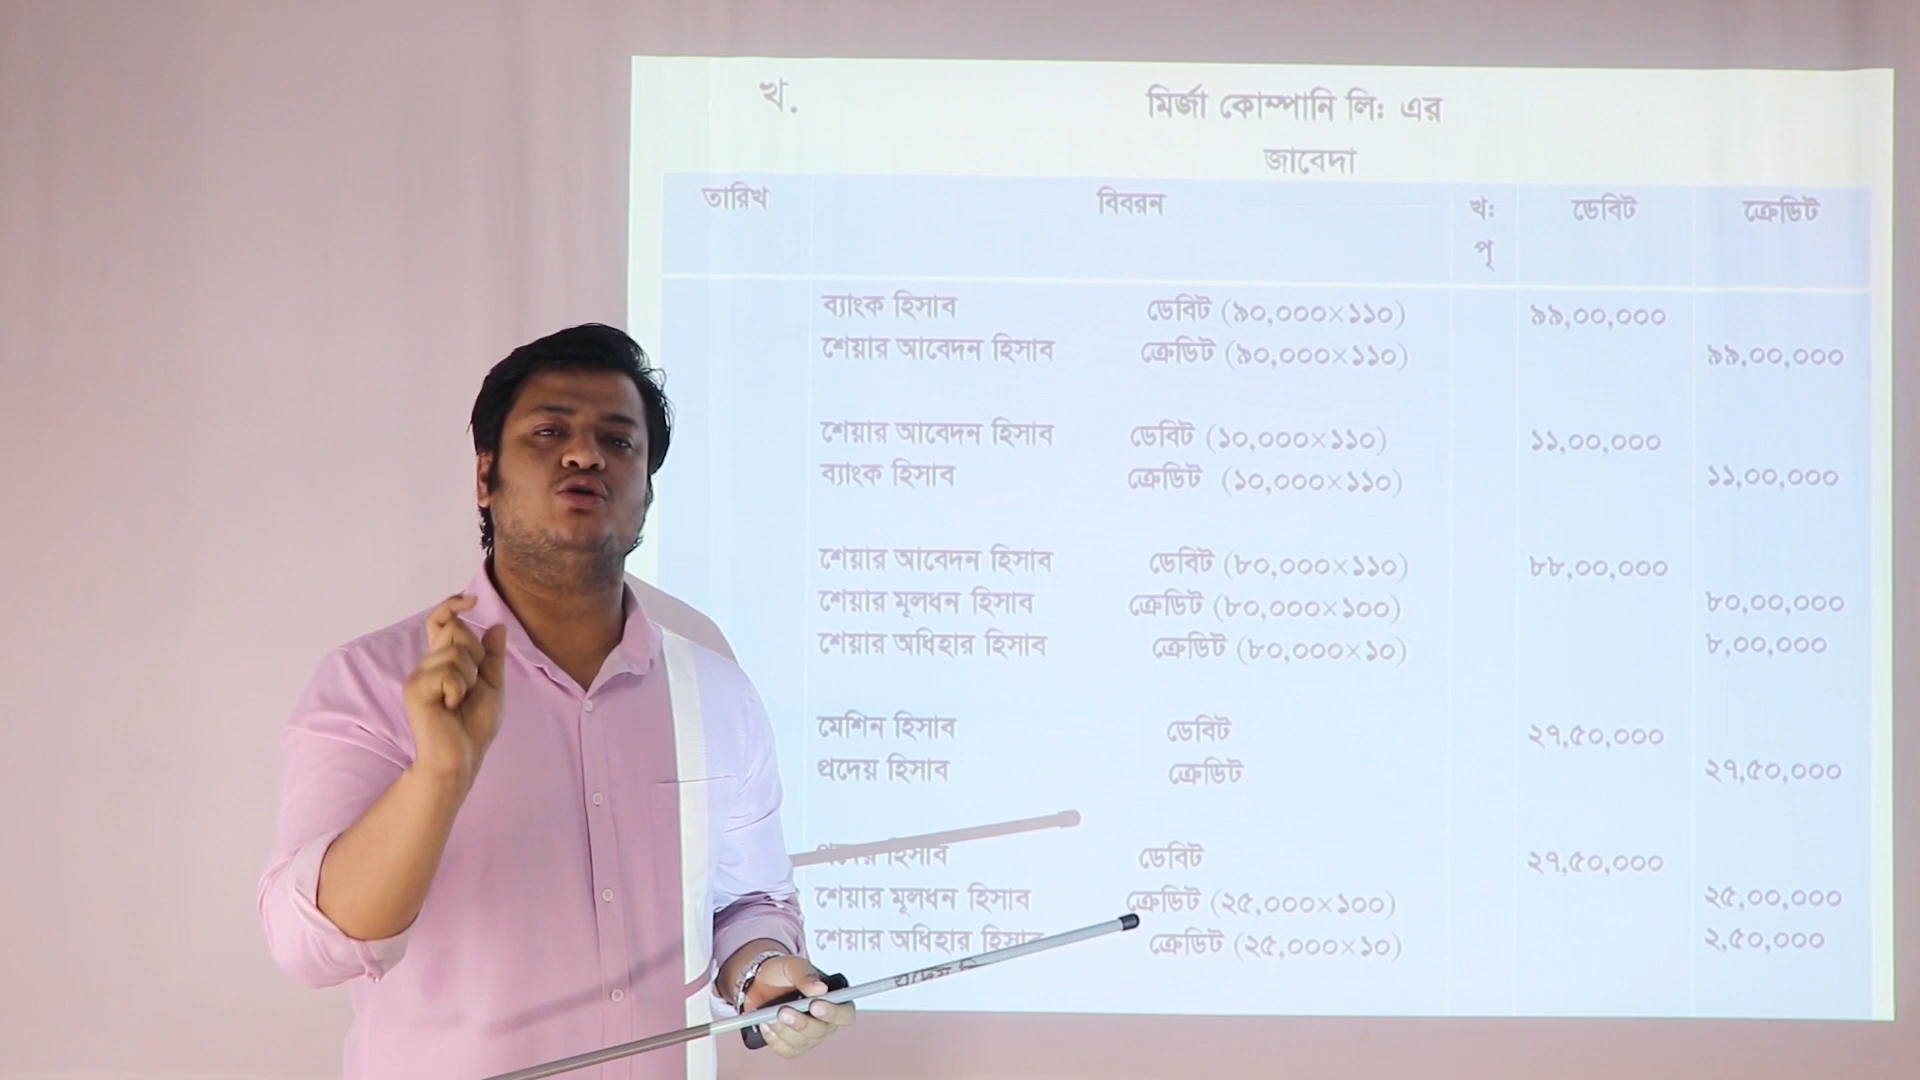 খ.
মির্জা কোম্পানি লি: এর
জাবেদা
তারিখ বিবরন খ: পৃ ডেবিট ক্রেডিট
ব্যাংক হিসাব ডেবিট (৯০,০০০×১১০) ৯৯,০০,০০০
শেয়ার আবেদন হিসাব ক্রেডিট (৯০,০০০×১১০) ৯৯,০০,০০০
শেয়ার আবেদন হিসাব ডেবিট (১০,০০০×১১০) ১১,০০,০০০
ব্যাংক হিসাব ক্রেডিট (১০,০০০×১১০) ১১,০০,০০০
শেয়ার আবেদন হিসাব ডেবিট (৮০,০০০×১১০) ৮৮,০০,০০০
শেয়ার মূলধন হিসাব ক্রেডিট (৮০,০০০×১০০) ৮০,০০,০০০
শেয়ার অধিহার হিসাব ক্রেডিট (৮০,০০০×১০) ৮,০০,০০০
মেশিন হিসাব ডেবিট ২৭,৫০,০০০
প্রদেয় হিসাব ক্রেডিট ২৭,৫০,০০০
প্রদেয় হিসাব ডেবিট ২৭,৫০,০০০
শেয়ার মূলধন হিসাব ক্রেডিট (২৫,০০০×১০০) ২৫,০০,০০০
শেয়ার অধিহার হিসাব ক্রেডিট (২৫,০০০×১০) ২,৫০,০০০